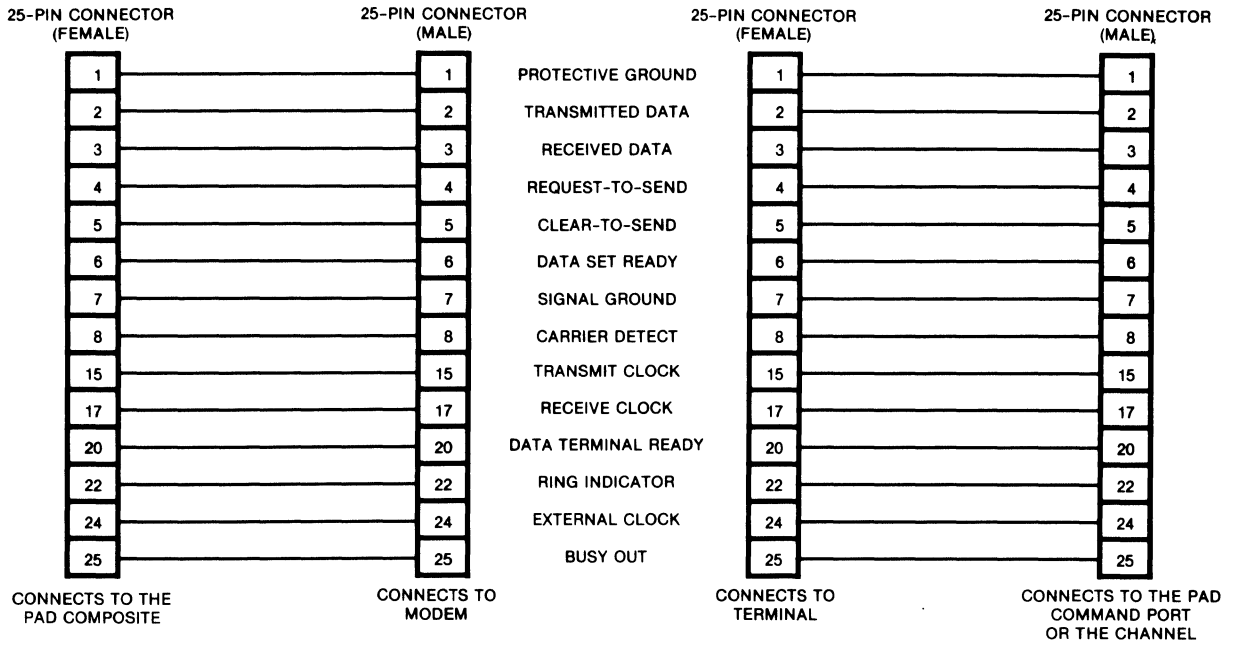 25-PIN CONNECTOR
(FEMALE)
25-PIN CONNECTOR
(MALE)
25-PIN CONNECTOR
(FEMALE)
25-PIN CONNECTOR
(MALE)
1 1 PROTECTIVE GROUND 1 1
2 2 TRANSMITTED DATA 2 2
3 3 RECEIVED DATA 3 3
4 4 REQUEST-TO-SEND 4 4
5 5 CLEAR-TO-SEND 5 5
6 6 DATA SET READY 6 6
7 7 SIGNAL GROUND 7 7
8 8 CARRIER DETECT 8 8
15 15 TRANSMIT CLOCK 15 15
17 17 RECEIVE CLOCK 17 17
20 20 DATA TERMINAL READY 20 20
22 22 RING INDICATOR 22 22
24 24 EXTERNAL CLOCK 24 24
25 25 BUSY OUT 25 25
CONNECTS TO THE
PAD COMPOSITE
CONNECTS TO
MODEM
CONNECTS TO
TERMINAL
CONNECTS TO THE PAD
COMMAND PORT
OR THE CHANNEL